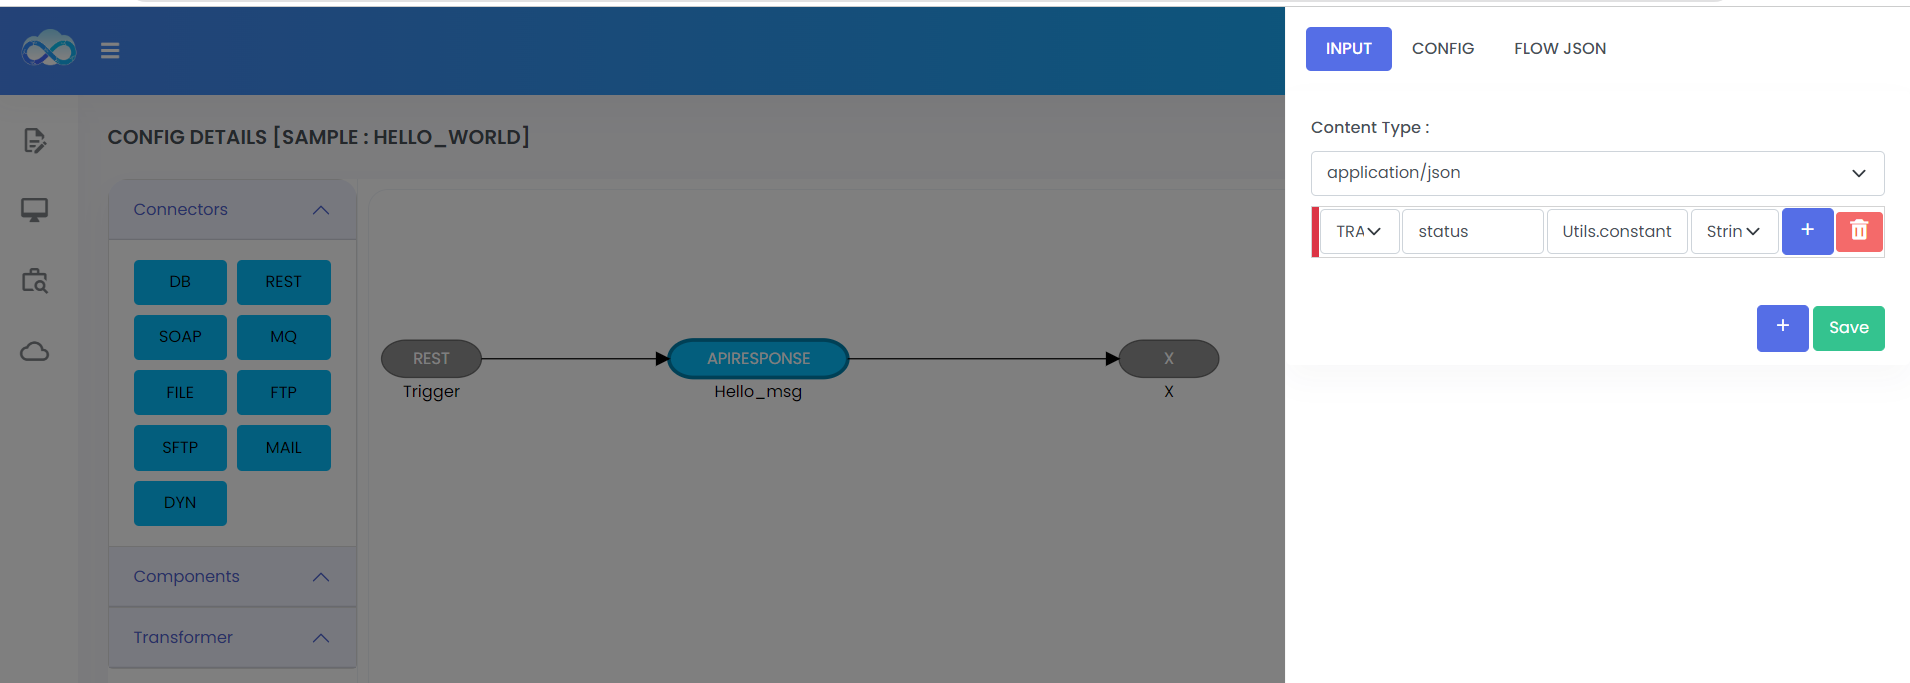 INPUT CONFIG FLOW JSON
CONFIG DETAILS [SAMPLE : HELLO_WORLD]
Connectors
DB REST
SOAP MQ
FILE FTP
SFTP MAIL
DYN
Components
Transformer
REST
Trigger
APIRESPONSE
Hello_msg
X
X
Content Type :
application/json
TRA status Utils.constant Strin +
+ Save